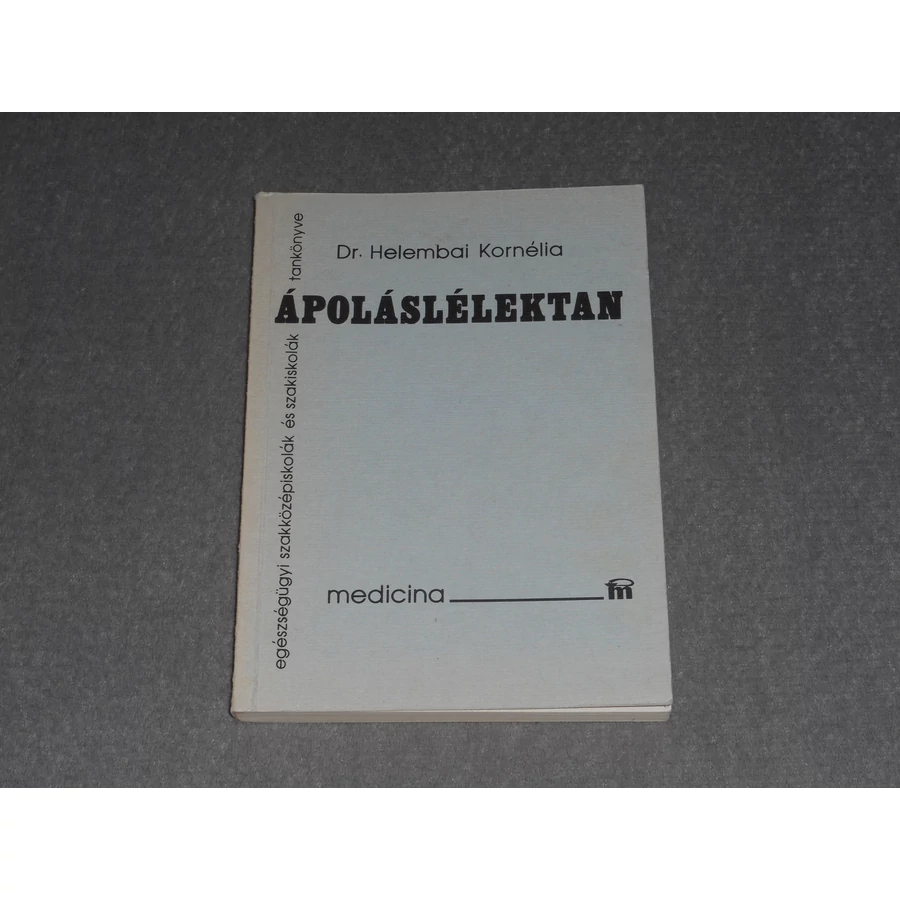 Dr. Helembai Kornélia
ÁPOLÁSLÉLEKTAN
egészségügyi szakközépiskolák és szakiskolák tankönyve
medicina
m